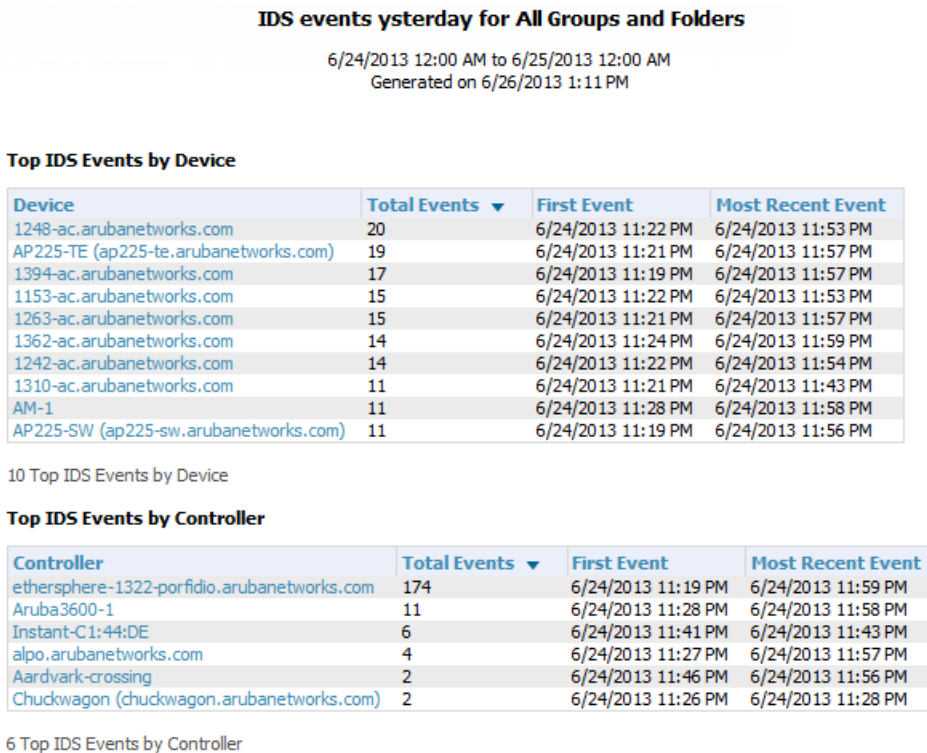 IDS events ysterday for All Groups and Folders
6/24/2013 12:00 AM to 6/25/2013 12:00 AM
Generated on 6/26/2013 1:11 PM
Top IDS Events by Device
Device Total Events First Event Most Recent Event
1248-ac.arubanetworks.com 20 6/24/2013 11:22 PM 6/24/2013 11:53 PM
AP225-TE (ap225-te.arubanetworks.com) 19 6/24/2013 11:21 PM 6/24/2013 11:57 PM
1394-ac.arubanetworks.com 17 6/24/2013 11:19 PM 6/24/2013 11:57 PM
1153-ac.arubanetworks.com 15 6/24/2013 11:22 PM 6/24/2013 11:53 PM
1263-ac.arubanetworks.com 15 6/24/2013 11:21 PM 6/24/2013 11:57 PM
1362-ac.arubanetworks.com 14 6/24/2013 11:24 PM 6/24/2013 11:59 PM
1242-ac.arubanetworks.com 14 6/24/2013 11:22 PM 6/24/2013 11:54 PM
1310-ac.arubanetworks.com 11 6/24/2013 11:21 PM 6/24/2013 11:43 PM
AM-1 11 6/24/2013 11:28 PM 6/24/2013 11:58 PM
AP225-SW (ap225-sw.arubanetworks.com) 11 6/24/2013 11:19 PM 6/24/2013 11:56 PM
10 Top IDS Events by Device
Top IDS Events by Controller
Controller Total Events First Event Most Recent Event
ethersphere-1322-porfidio.arubanetworks.com 174 6/24/2013 11:19 PM 6/24/2013 11:59 PM
Aruba3600-1 11 6/24/2013 11:28 PM 6/24/2013 11:58 PM
Instant-C1:44:DE 6 6/24/2013 11:41 PM 6/24/2013 11:43 PM
alpo.arubanetworks.com 4 6/24/2013 11:27 PM 6/24/2013 11:57 PM
Aardvark-crossing 2 6/24/2013 11:46 PM 6/24/2013 11:56 PM
Chuckwagon (chuckwagon.arubanetworks.com) 2 6/24/2013 11:26 PM 6/24/2013 11:28 PM
6 Top IDS Events by Controller